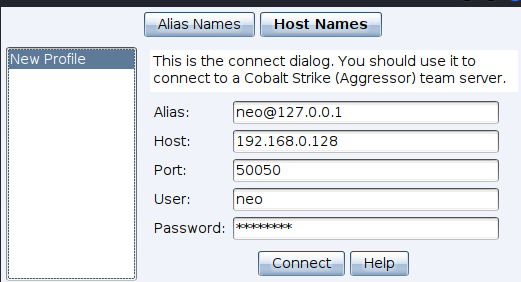 Alias Names Host Names
New Profile
This is the connect dialog. You should use it to
connect to a Cobalt Strike (Aggressor) team server.
Alias: neo@127.0.0.1
Host: 192.168.0.128
Port: 50050
User: neo
Password: ********
Connect Help